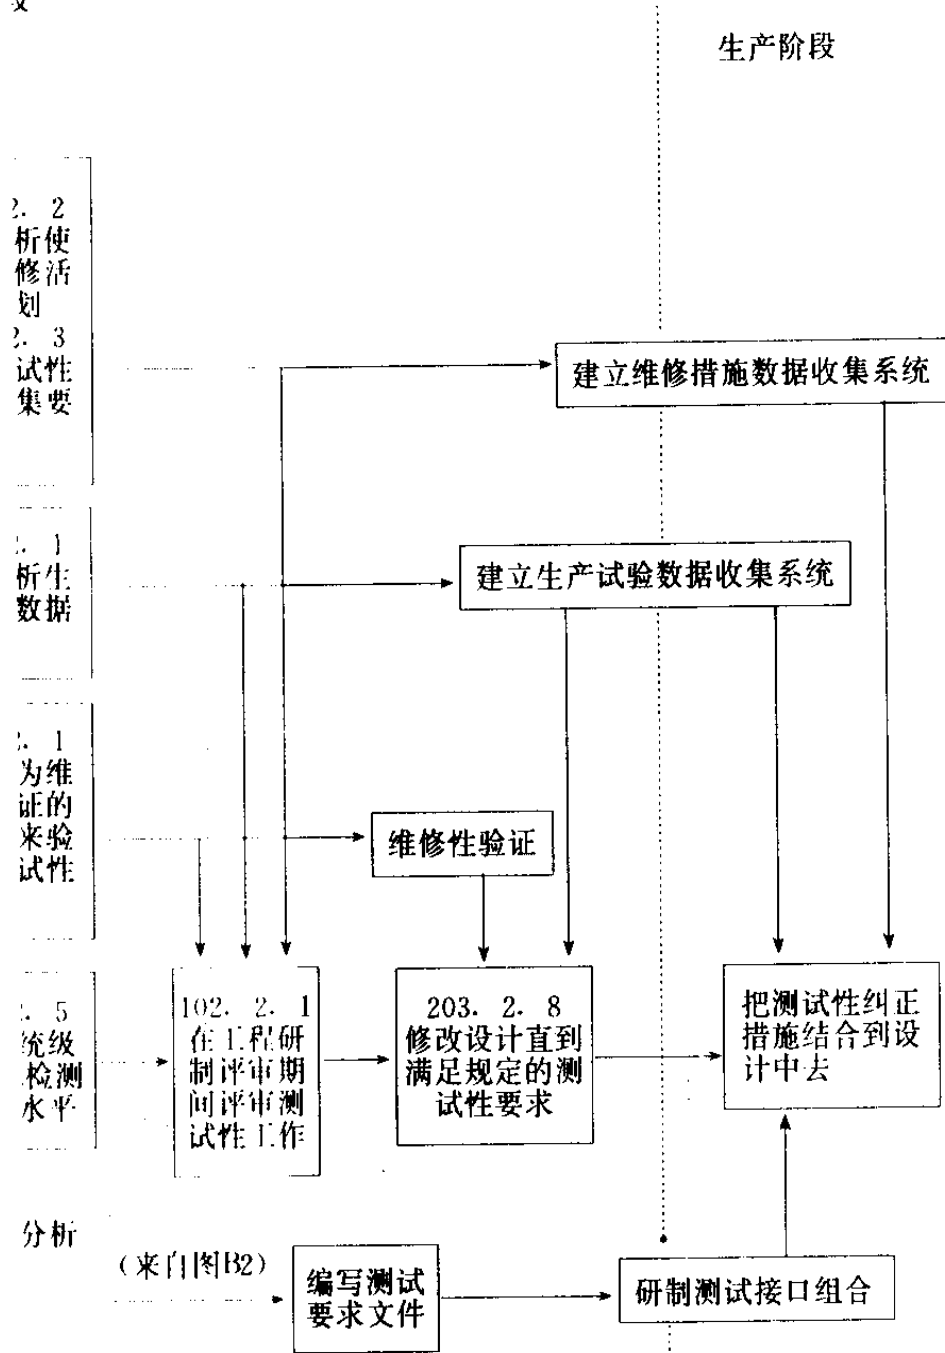 生产阶段
2. 2
析使
修活
划
2. 3
试性
集要
建立维修措施数据收集系统
. 1
析生
数据
建立生产试验数据收集系统
. 1
为维
证的
来验
试性
维修性验证
. 5
统级
检测
水平
102. 2. 1
在工程研
制评审期
间评审测
试性工作
203. 2. 8
修改设计直到
满足规定的测
试性要求
把测试性纠正
措施结合到设
计中去
分析
(来自图B2)
编写测试
要求文件
研制测试接口组合